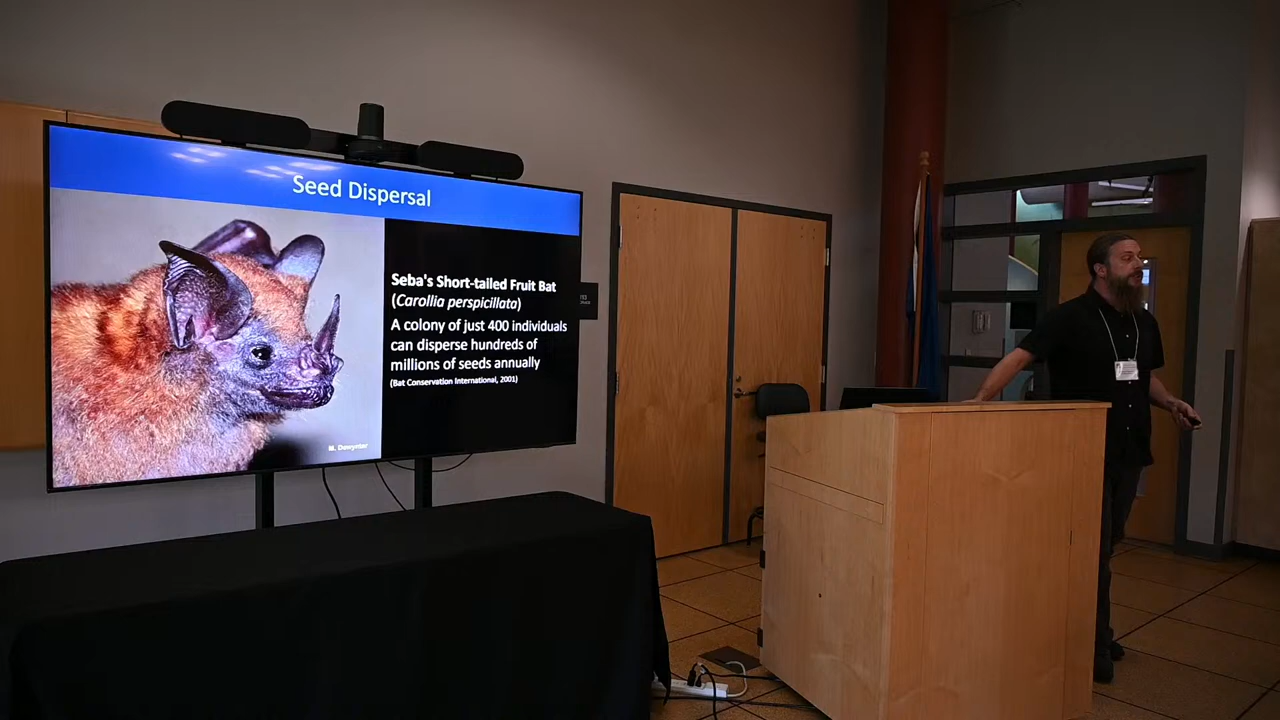 Seed Dispersal
Seba's Short-tailed Fruit Bat
(Carollia perspicillata)
A colony of just 400 individuals
can disperse hundreds of
millions of seeds annually
(Bat Conservation International, 2001)
M. Dewynter